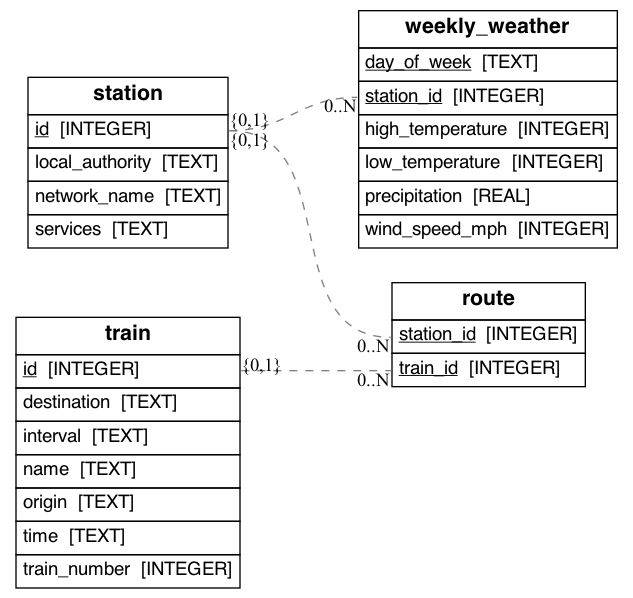 weekly_weather
day_of_week [TEXT]
station_id [INTEGER]
high_temperature [INTEGER]
low_temperature [INTEGER]
precipitation [REAL]
wind_speed_mph [INTEGER]
station
id [INTEGER]
local_authority [TEXT]
network_name [TEXT]
services [TEXT]
{0,1}
0..N
{0,1}
0..N
route
station_id [INTEGER]
train_id [INTEGER]
train
id [INTEGER]
destination [TEXT]
interval [TEXT]
name [TEXT]
origin [TEXT]
time [TEXT]
train_number [INTEGER]
{0,1}
0..N